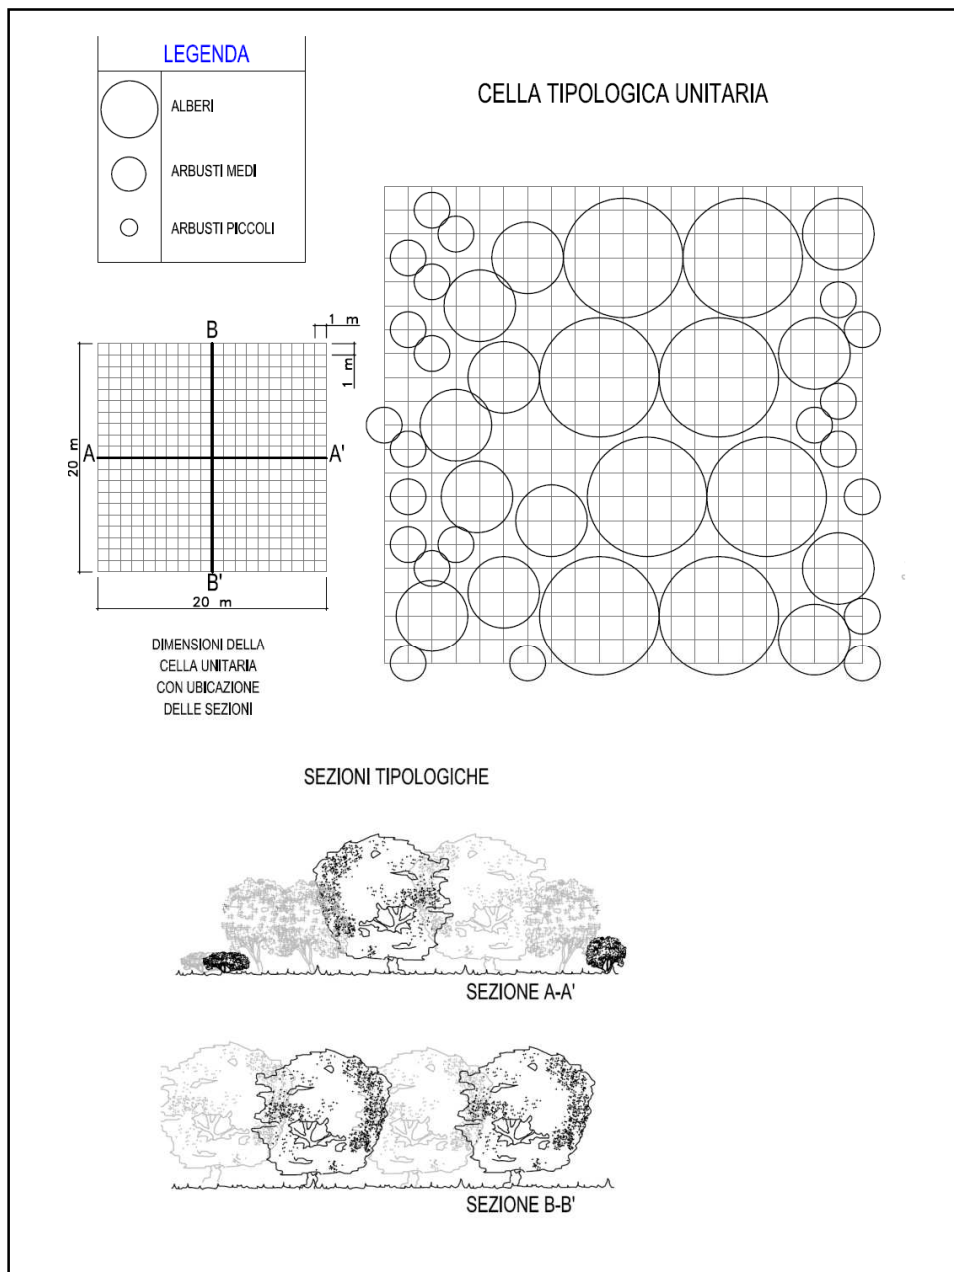 LEGENDA
ALBERI
ARBUSTI MEDI
ARBUSTI PICCOLI
CELLA TIPOLOGICA UNITARIA
B
1 m
1 m
A
A'
20 m
B'
20 m
DIMENSIONI DELLA
CELLA UNITARIA
CON UBICAZIONE
DELLE SEZIONI
SEZIONI TIPOLOGICHE
SEZIONE A-A'
SEZIONE B-B'